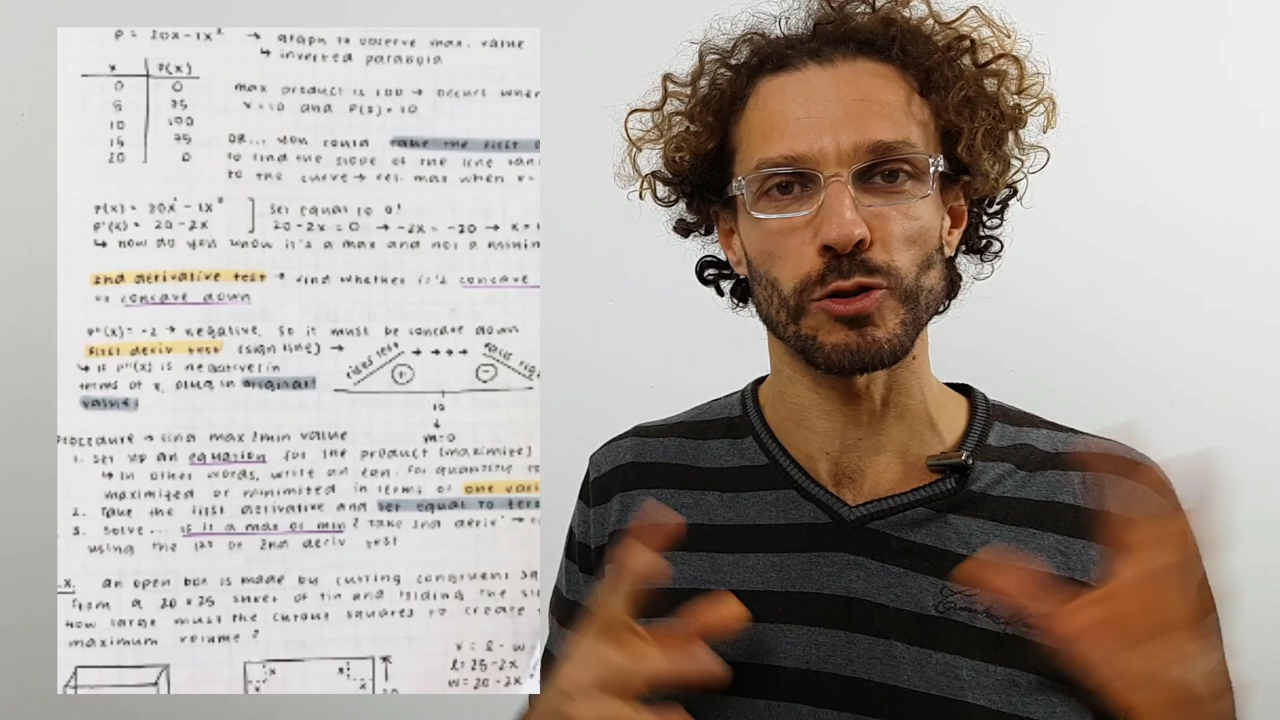 P = 20x - 1x² → graph to observe max. value
↳ inverted parabola
x P(x)
0 0
5 75
10 100
15 75
20 0
max product is 100 → occurs when
x=10 and P(x)=10
OR... you could take the first
to find the slope of the line tan
to the curve → rel. max when x=
P(x) = 20x¹ - 1x² ] Set equal to 0!
P'(x) = 20 - 2x 20 - 2x = 0 → -2x = -20 → x =
↳ how do you know it's a max and not a minim
2nd derivative test → find whether it's concave
or concave down
P"(x) = -2 → negative, so it must be concave down
First deriv test (sign line) →
↳ if P"(x) is negative in
terms of x, plug in original
values
rises left falls rig
+ −
10
↓
m=0
Procedure → find max/min value
1. Set up an equation for the product (maximize)
↳ in other words, write an eqn. for quantity to
maximized or minimized in terms of one vari
2. Take the first derivative and set equal to zero
3. Solve... is it a max or min? Take 2nd deriv →
using the 1st or 2nd deriv test
EX. an open box is made by cutting congruent sq
from a 20 × 25 sheet of tin and folding the si
How large must the cutout squares to create
maximum volume?
x x
x x
20
V = l - w
l = 25 - 2x
w = 20 - 2x